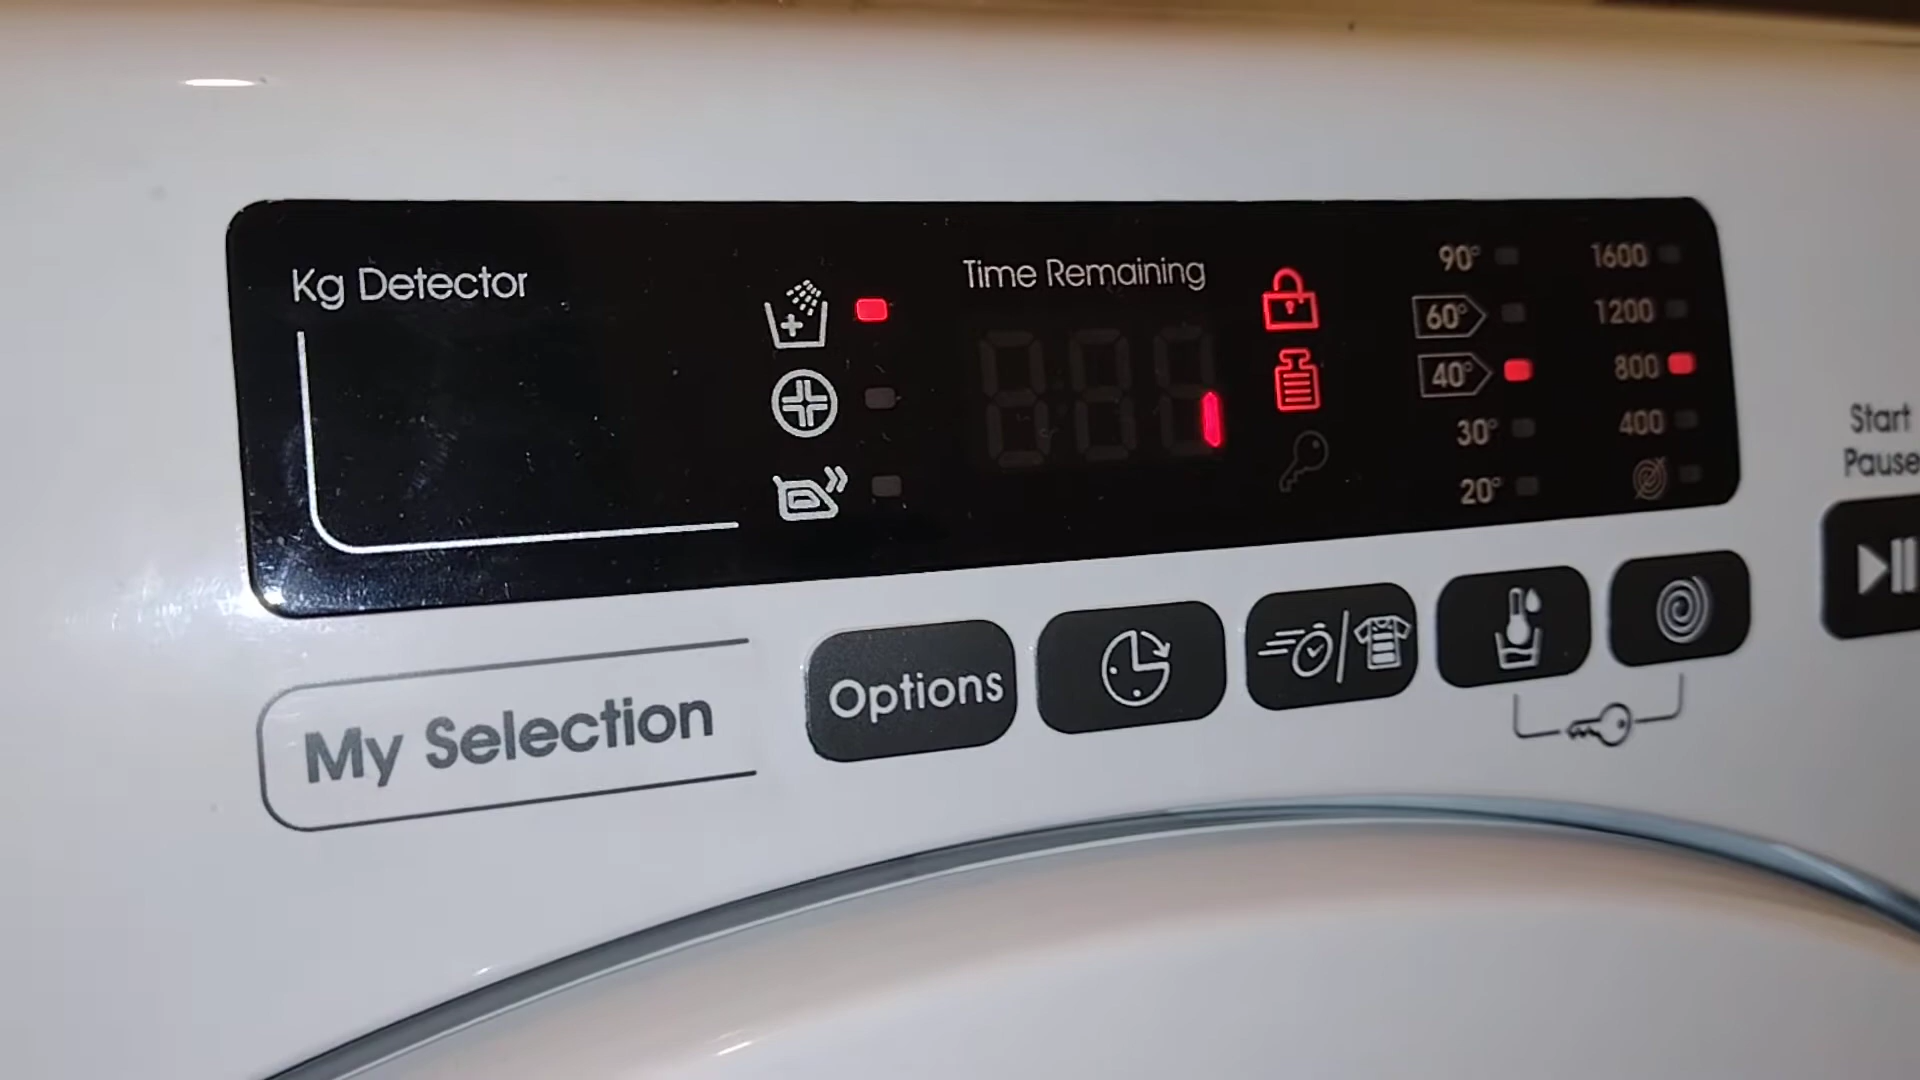 Kg Detector
Time Remaining
90°
60°
40°
30°
20°
1600
1200
800
400
Start
Pause
My Selection
Options